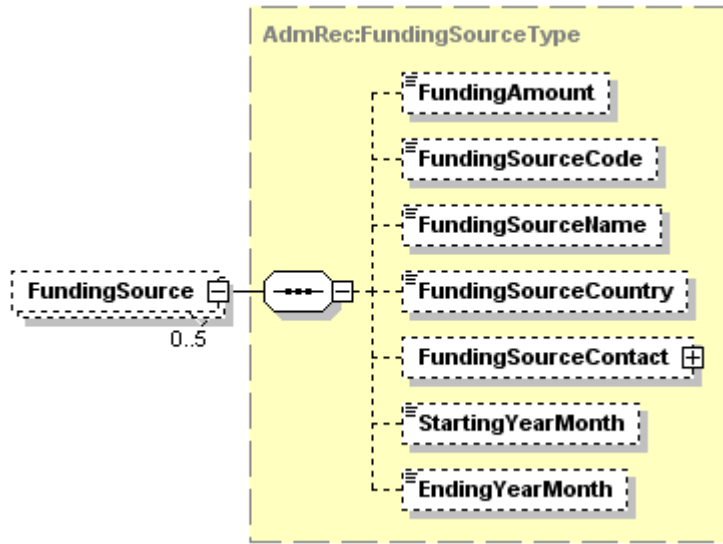 AdmRec:FundingSourceType
FundingAmount
FundingSourceCode
FundingSourceName
FundingSource
0..5
FundingSourceCountry
FundingSourceContact
StartingYearMonth
EndingYearMonth